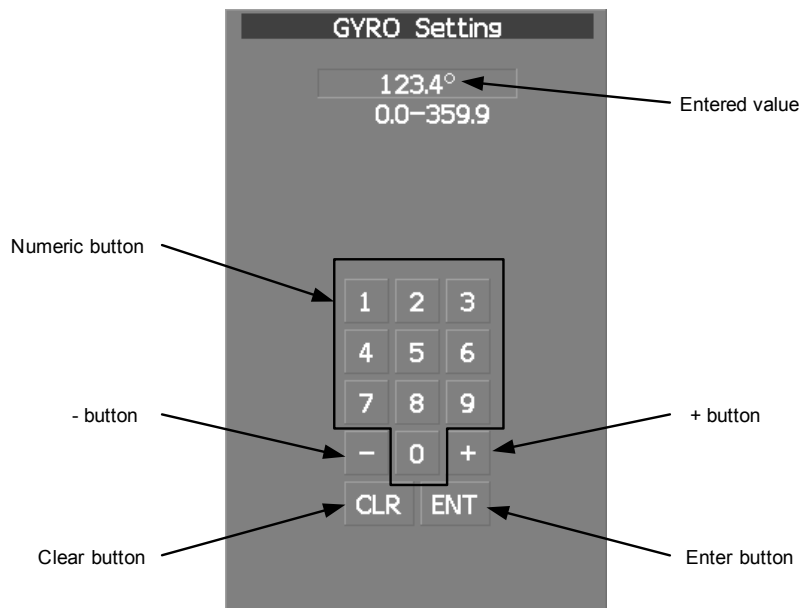 GYRO Setting
123.4°
Entered value
0.0-359.9
Numeric button
1 2 3
4 5 6
7 8 9
- button
+ button
- 0 +
CLR ENT
Clear button
Enter button